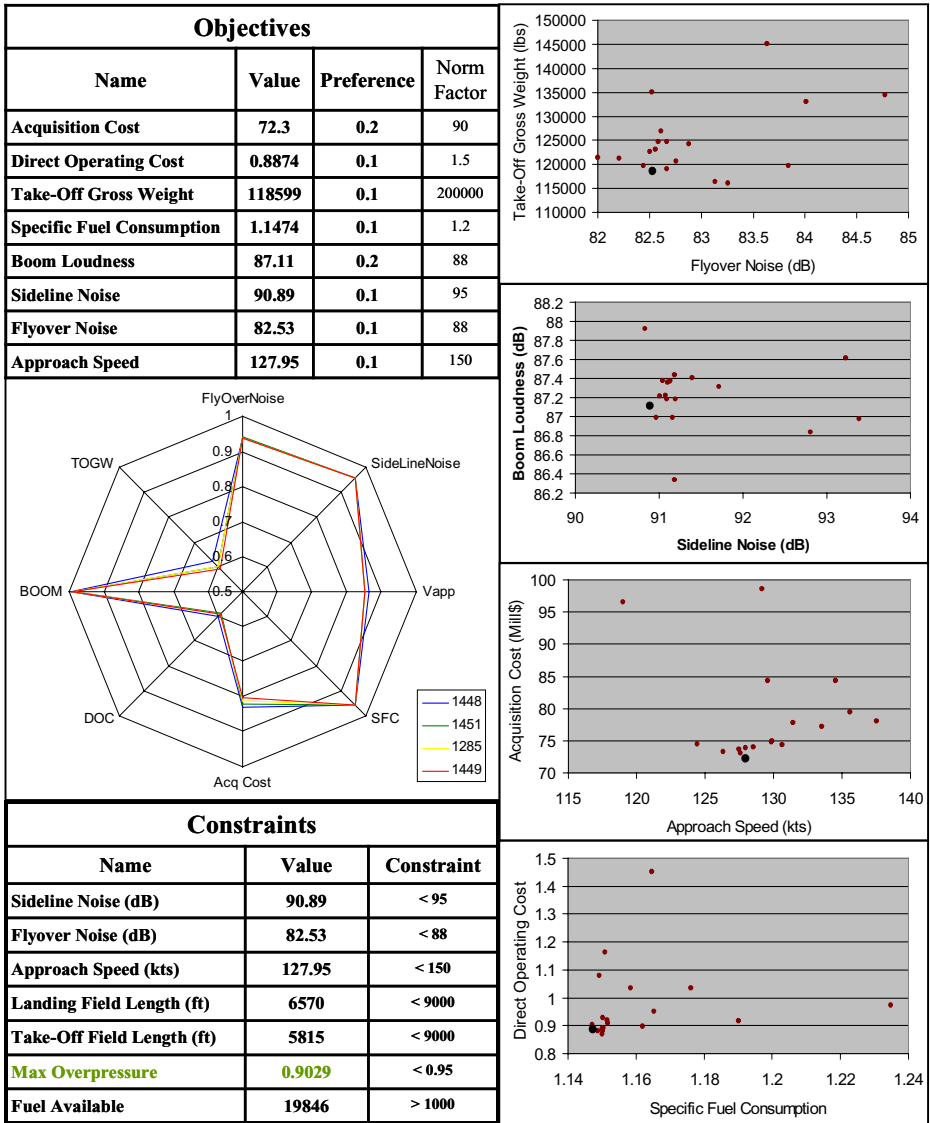 Objectives
Name Value Preference Norm Factor
Acquisition Cost 72.3 0.2 90
Direct Operating Cost 0.8874 0.1 1.5
Take-Off Gross Weight 118599 0.1 200000
Specific Fuel Consumption 1.1474 0.1 1.2
Boom Loudness 87.11 0.2 88
Sideline Noise 90.89 0.1 95
Flyover Noise 82.53 0.1 88
Approach Speed 127.95 0.1 150
FlyOverNoise
1
TOGW 0.9 SideLineNoise
0.8
0.7
0.6
BOOM 0.5 Vapp
DOC SFC
Acq Cost
1448
1451
1285
1449
Constraints
Name Value Constraint
Sideline Noise (dB) 90.89 < 95
Flyover Noise (dB) 82.53 < 88
Approach Speed (kts) 127.95 < 150
Landing Field Length (ft) 6570 < 9000
Take-Off Field Length (ft) 5815 < 9000
Max Overpressure 0.9029 < 0.95
Fuel Available 19846 > 1000
Take-Off Gross Weight (lbs)
150000
145000
140000
135000
130000
125000
120000
115000
110000
82 82.5 83 83.5 84 84.5 85
Flyover Noise (dB)
Boom Loudness (dB)
88.2
88
87.8
87.6
87.4
87.2
87
86.8
86.6
86.4
86.2
90 91 92 93 94
Sideline Noise (dB)
Acquisition Cost (Mill$)
100
95
90
85
80
75
70
115 120 125 130 135 140
Approach Speed (kts)
Direct Operating Cost
1.5
1.4
1.3
1.2
1.1
1
0.9
0.8
1.14 1.16 1.18 1.2 1.22 1.24
Specific Fuel Consumption